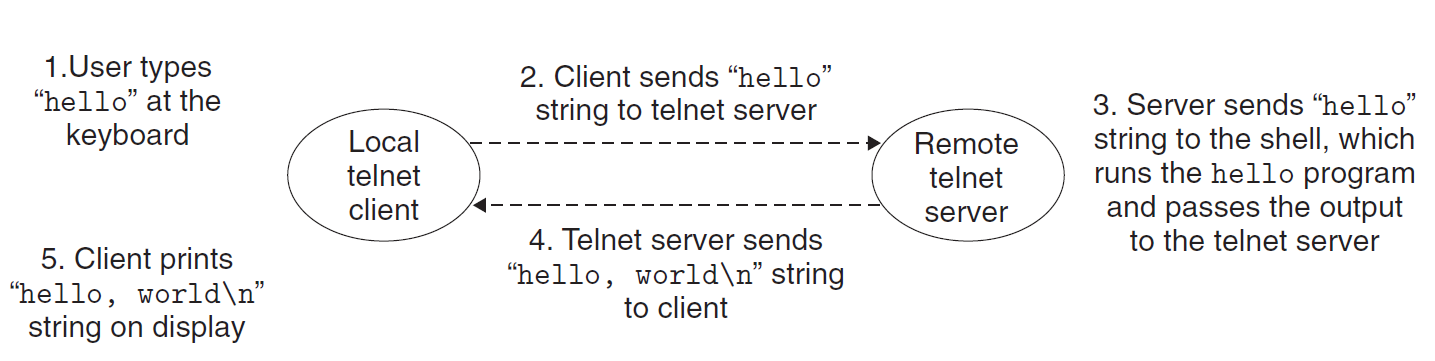 1.User types
“hello” at the
keyboard
2. Client sends “hello”
string to telnet server
Local
telnet
client
Remote
telnet
server
3. Server sends “hello”
string to the shell, which
runs the hello program
and passes the output
to the telnet server
4. Telnet server sends
“hello, world\n” string
to client
5. Client prints
“hello, world\n”
string on display